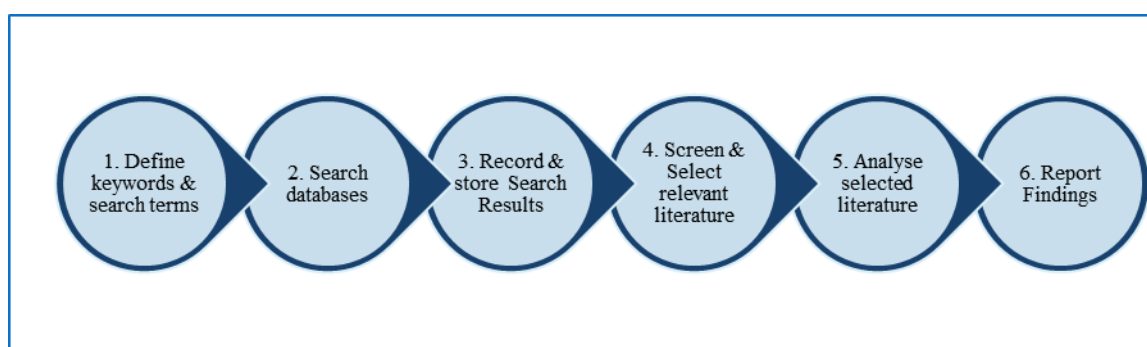 1. Define
keywords &
search terms
2. Search
databases
3. Record &
store Search
Results
4. Screen &
Select
relevant
literature
5. Analyse
selected
literature
6. Report
Findings